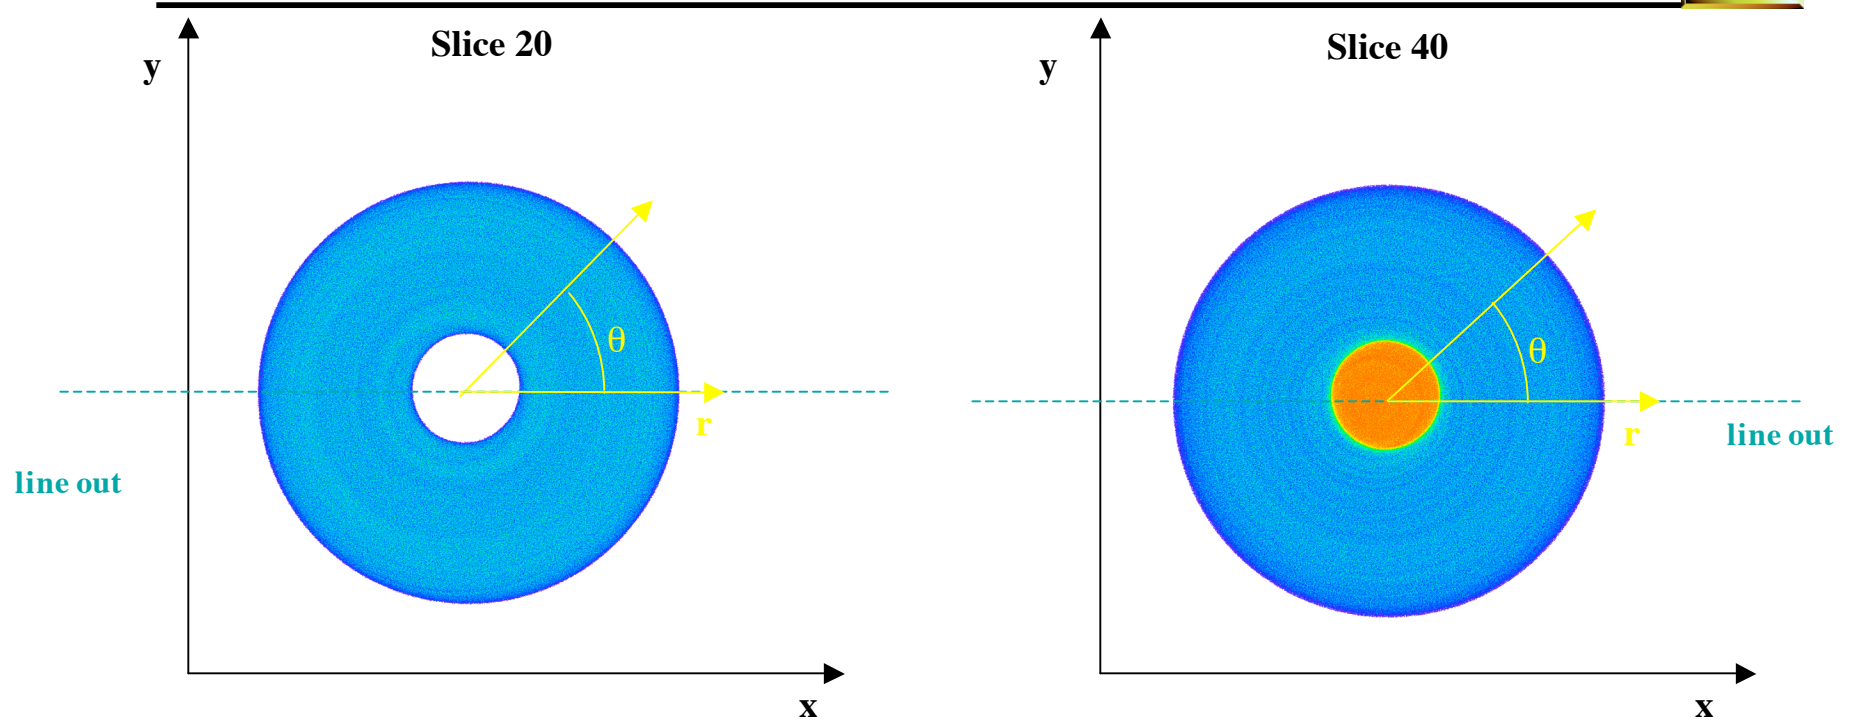 Slice 20
y
θ
r
line out
x
Slice 40
y
θ
r
line out
x